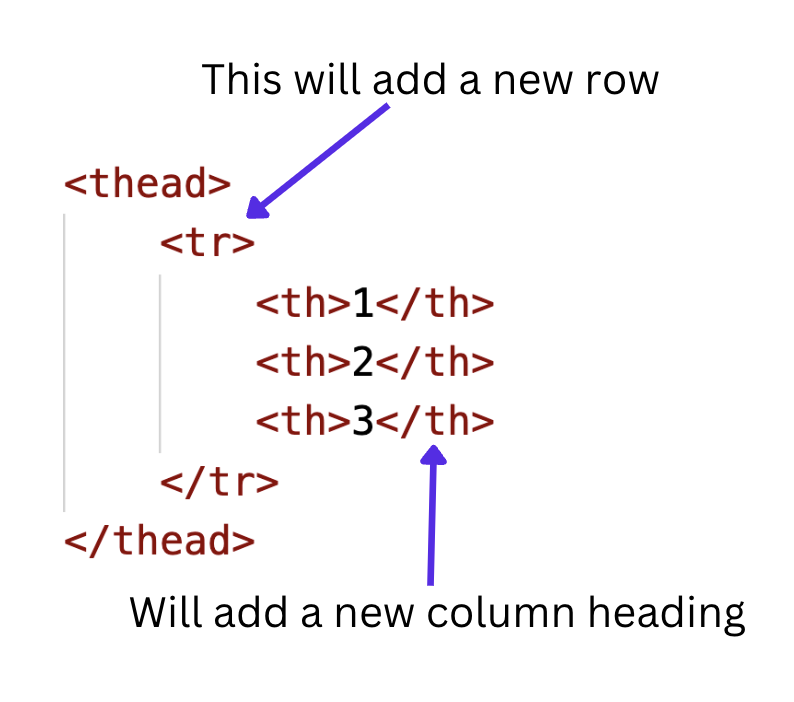 This will add a new row
<thead>
<tr>
<th>1</th>
<th>2</th>
<th>3</th>
</tr>
</thead>
Will add a new column heading